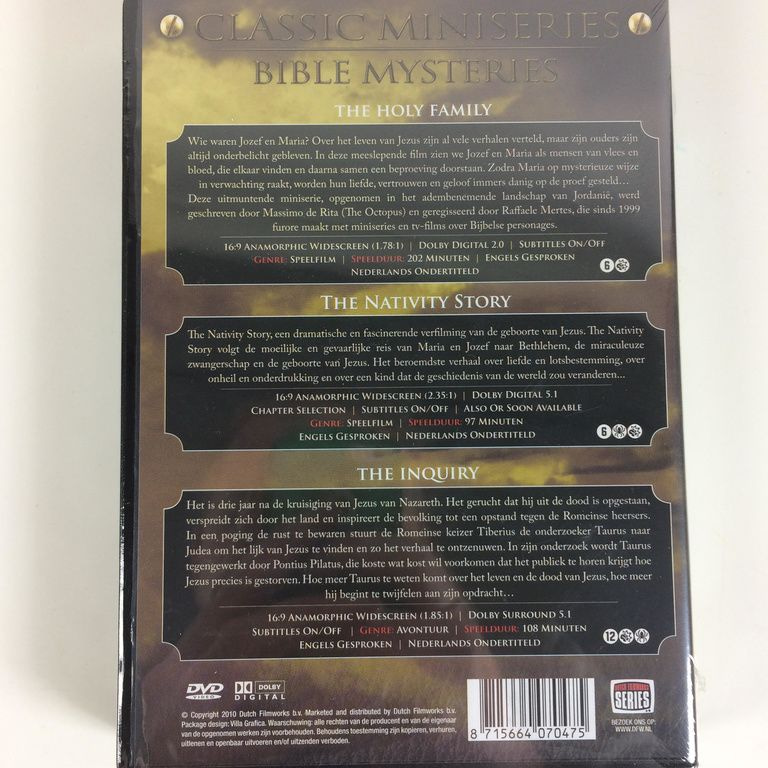 CLASSIC MINISERIES
BIBLE MYSTERIES
THE HOLY FAMILY
Wie waren Jozef en Maria? Over het leven van Jezus zijn al vele verhalen verteld, maar zijn ouders zijn
altijd onderbelicht gebleven. In deze meeslepende film zien we Jozef en Maria als mensen van vlees en
bloed, die elkaar vinden en daarna samen een beproeving doorstaan. Zodra Maria op mysterieuze wijze
in verwachting raakt, worden hun liefde, vertrouwen en geloof immers danig op de proef gesteld...
Deze uitmuntende miniserie, opgenomen in het adembenemende landschap van Jordanië, werd
geschreven door Massimo de Rita (The Octopus) en geregisseerd door Raffaele Mertes, die sinds 1999
furore maakt met miniseries en tv-films over Bijbelse personages.
16:9 ANAMORPHIC WIDESCREEN (1.78:1) | DOLBY DIGITAL 2.0 | SUBTITLES ON/OFF
GENRE: SPEELFILM | SPEELDUUR: 202 MINUTEN | ENGELS GESPROKEN
NEDERLANDS ONDERTITELD
6
THE NATIVITY STORY
The Nativity Story, een dramatische en fascinerende verfilming van de geboorte van Jezus. The Nativity
Story volgt de moeilijke en gevaarlijke reis van Maria en Jozef naar Bethlehem, de miraculeuze
zwangerschap en de geboorte van Jezus. Het beroemdste verhaal over liefde en lotsbestemming, over
onheil en onderdrukking en over een kind dat de geschiedenis van de wereld zou veranderen...
16:9 ANAMORPHIC WIDESCREEN (2.35:1) | DOLBY DIGITAL 5.1
CHAPTER SELECTION | SUBTITLES ON/OFF | ALSO OR SOON AVAILABLE
GENRE: SPEELFILM | SPEELDUUR: 97 MINUTEN
ENGELS GESPROKEN | NEDERLANDS ONDERTITELD
6
THE INQUIRY
Het is drie jaar na de kruisiging van Jezus van Nazareth. Het gerucht dat hij uit de dood is opgestaan,
verspreidt zich door het land en inspireert de bevolking tot een opstand tegen de Romeinse heersers.
In een poging de rust te bewaren stuurt de Romeinse keizer Tiberius de onderzoeker Taurus naar
Judea om het lijk van Jezus te vinden en zo het verhaal te ontzenuwen. In zijn onderzoek wordt Taurus
tegengewerkt door Pontius Pilatus, die koste wat kost wil voorkomen dat het publiek te horen krijgt hoe
Jezus precies is gestorven. Hoe meer Taurus te weten komt over het leven en de dood van Jezus, hoe meer
hij begint te twijfelen aan zijn opdracht...
16:9 ANAMORPHIC WIDESCREEN (1.85:1) | DOLBY SURROUND 5.1
SUBTITLES ON/OFF | GENRE: AVONTUUR | SPEELDUUR: 108 MINUTEN
ENGELS GESPROKEN | NEDERLANDS ONDERTITELD
12
DVD VIDEO
DOLBY DIGITAL
© Copyright 2010 Dutch Filmworks b.v. Marketed and distributed by Dutch Filmworks b.v.
Package design: Villa Grafica. Waarschuwing: alle rechten van de producent en van de eigenaar
van de opgenomen werken zijn voorbehouden. Behoudens toestemming zijn kopieren, verhuren,
uitlenen en openbaar uitvoeren en/of uitzenden verboden.
8 715664 070475
DUTCH FILMWORKS
SERIES
BEZOEK ONS OP:
WWW.DFW.NL